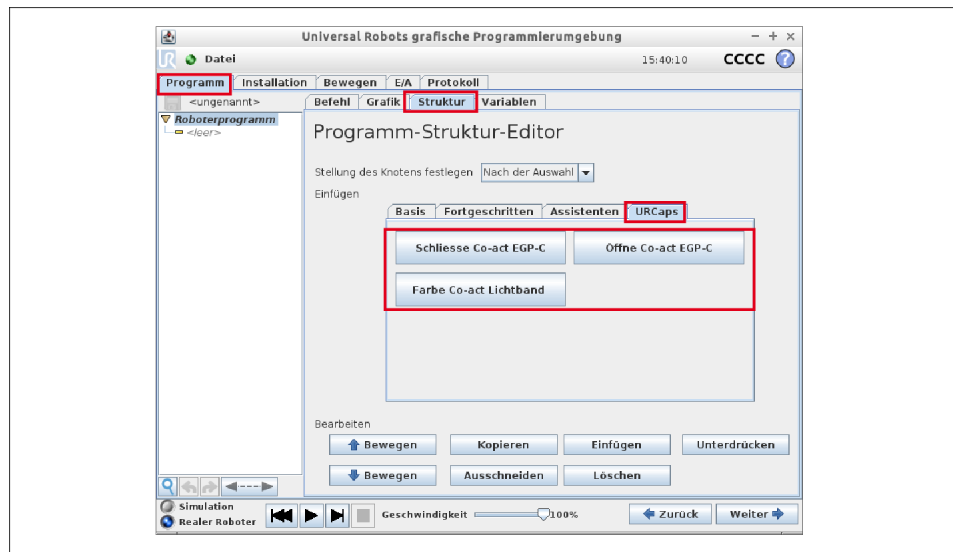 Universal Robots grafische Programmierumgebung
Datei
15:40:10 CCCC ?
Programm Installation Bewegen E/A Protokoll
<ungenannt>
Befehl Grafik Struktur Variablen
Roboterprogramm
<leer>
Programm-Struktur-Editor
Stellung des Knotens festlegen Nach der Auswahl
Einfügen
Basis Fortgeschritten Assistenten URCaps
Schliesse Co-act EGP-C Offne Co-act EGP-C
Farbe Co-act Lichtband
Bearbeiten
Bewegen Kopieren Einfügen Unterdrücken
Bewegen Ausschneiden Löschen
Simulation
Realer Roboter
Geschwindigkeit 100% Zurück Weiter